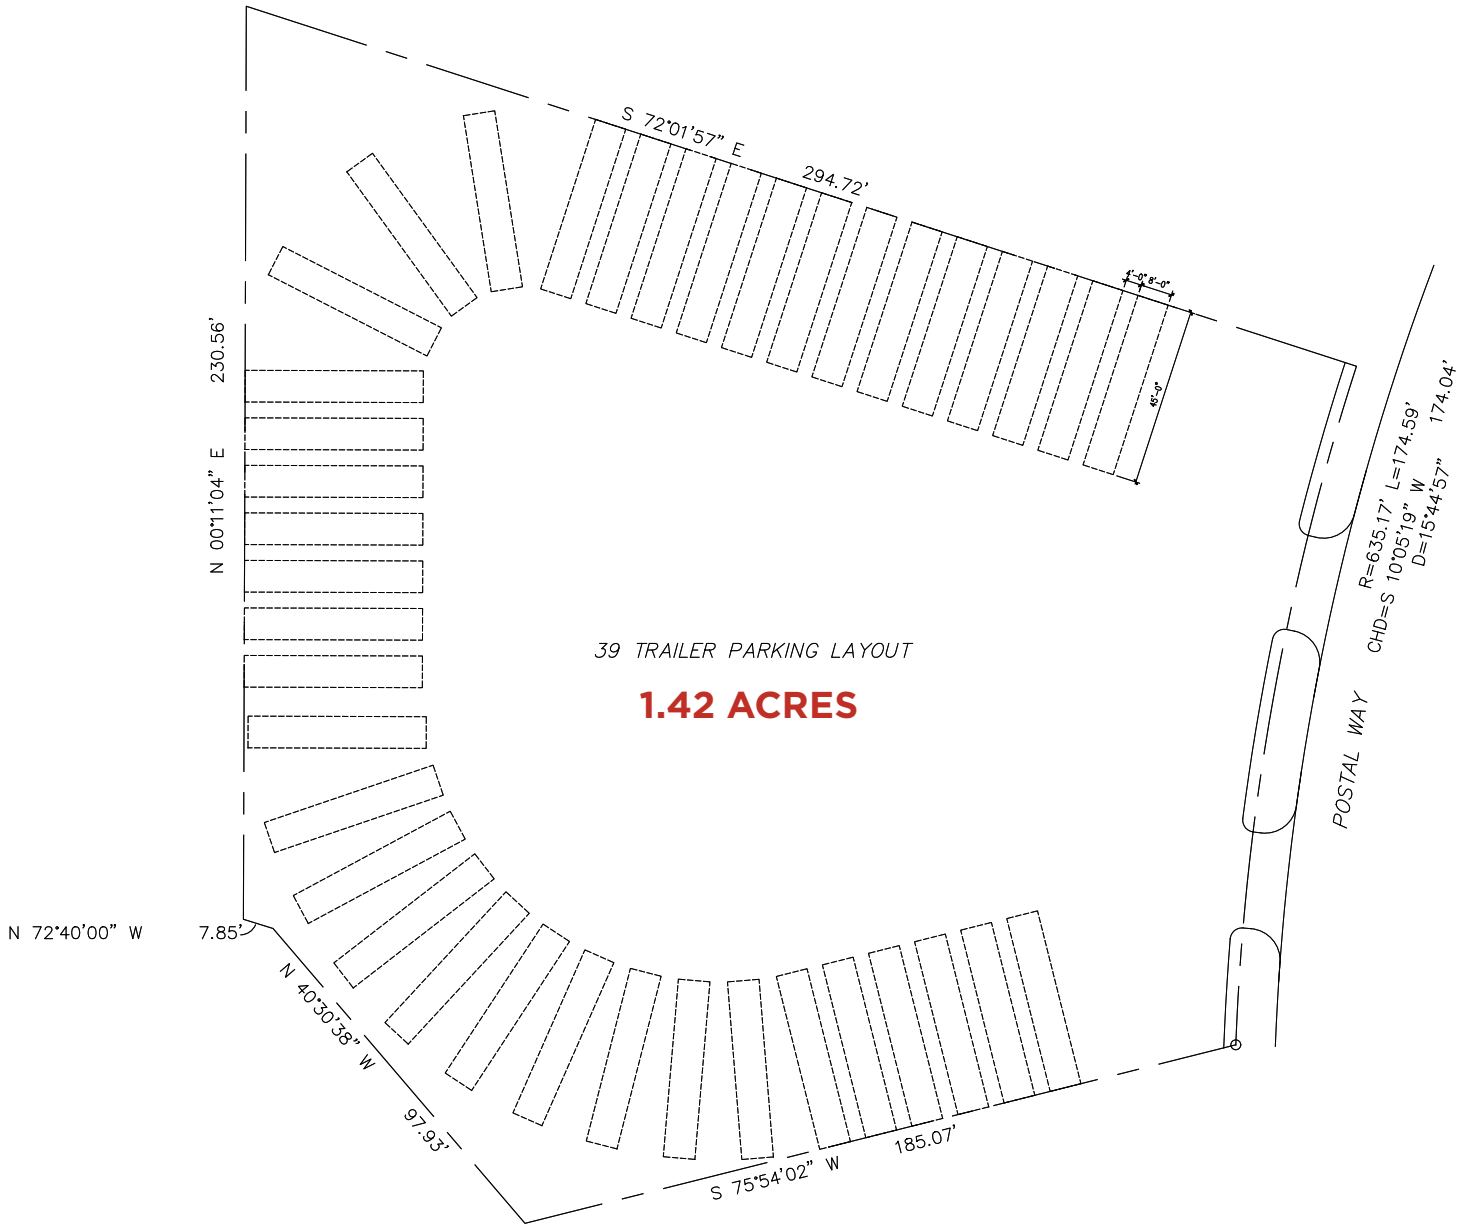 S 72°01'57" E
294.72'
4'-0" 8'-0"
45'-0"
230.56'
N 00°11'04" E
R=635.17' L=174.59'
CHD=S 10°05'19" W 174.04'
D=15°44'57"
39 TRAILER PARKING LAYOUT
1.42 ACRES
POSTAL WAY
N 72°40'00" W 7.85'
N 40°30'38" W
97.93'
S 75°54'02" W
185.07'